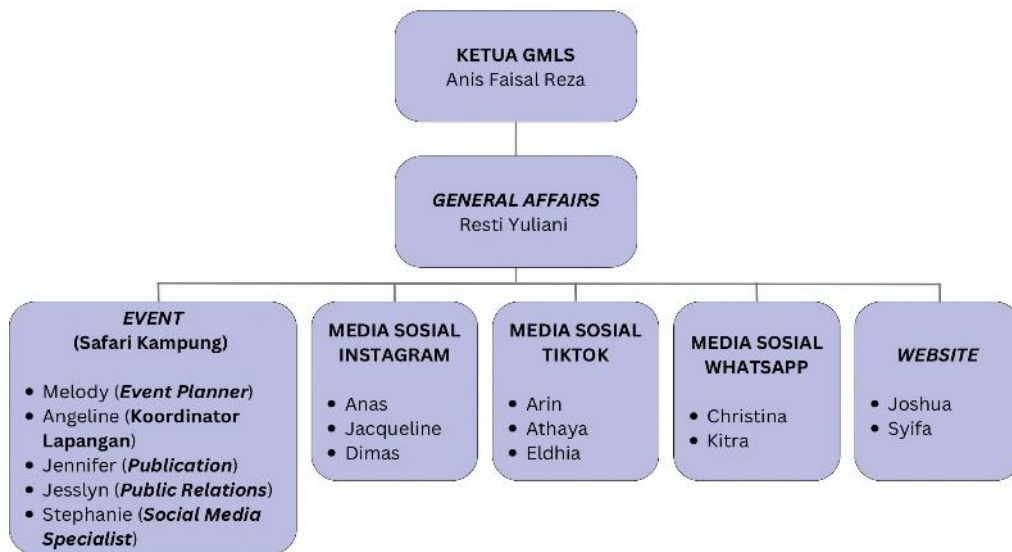 KETUA GMLS
Anis Faisal Reza
GENERAL AFFAIRS
Resti Yuliani
EVENT
(Safari Kampung)
• Melody (Event Planner)
• Angeline (Koordinator
Lapangan)
• Jennifer (Publication)
• Jesslyn (Public Relations)
• Stephanie (Social Media
Specialist)
MEDIA SOSIAL
INSTAGRAM
• Anas
• Jacqueline
• Dimas
MEDIA SOSIAL
TIKTOK
• Arin
• Athaya
• Eldhia
MEDIA SOSIAL
WHATSAPP
• Christina
• Kitra
WEBSITE
• Joshua
• Syifa